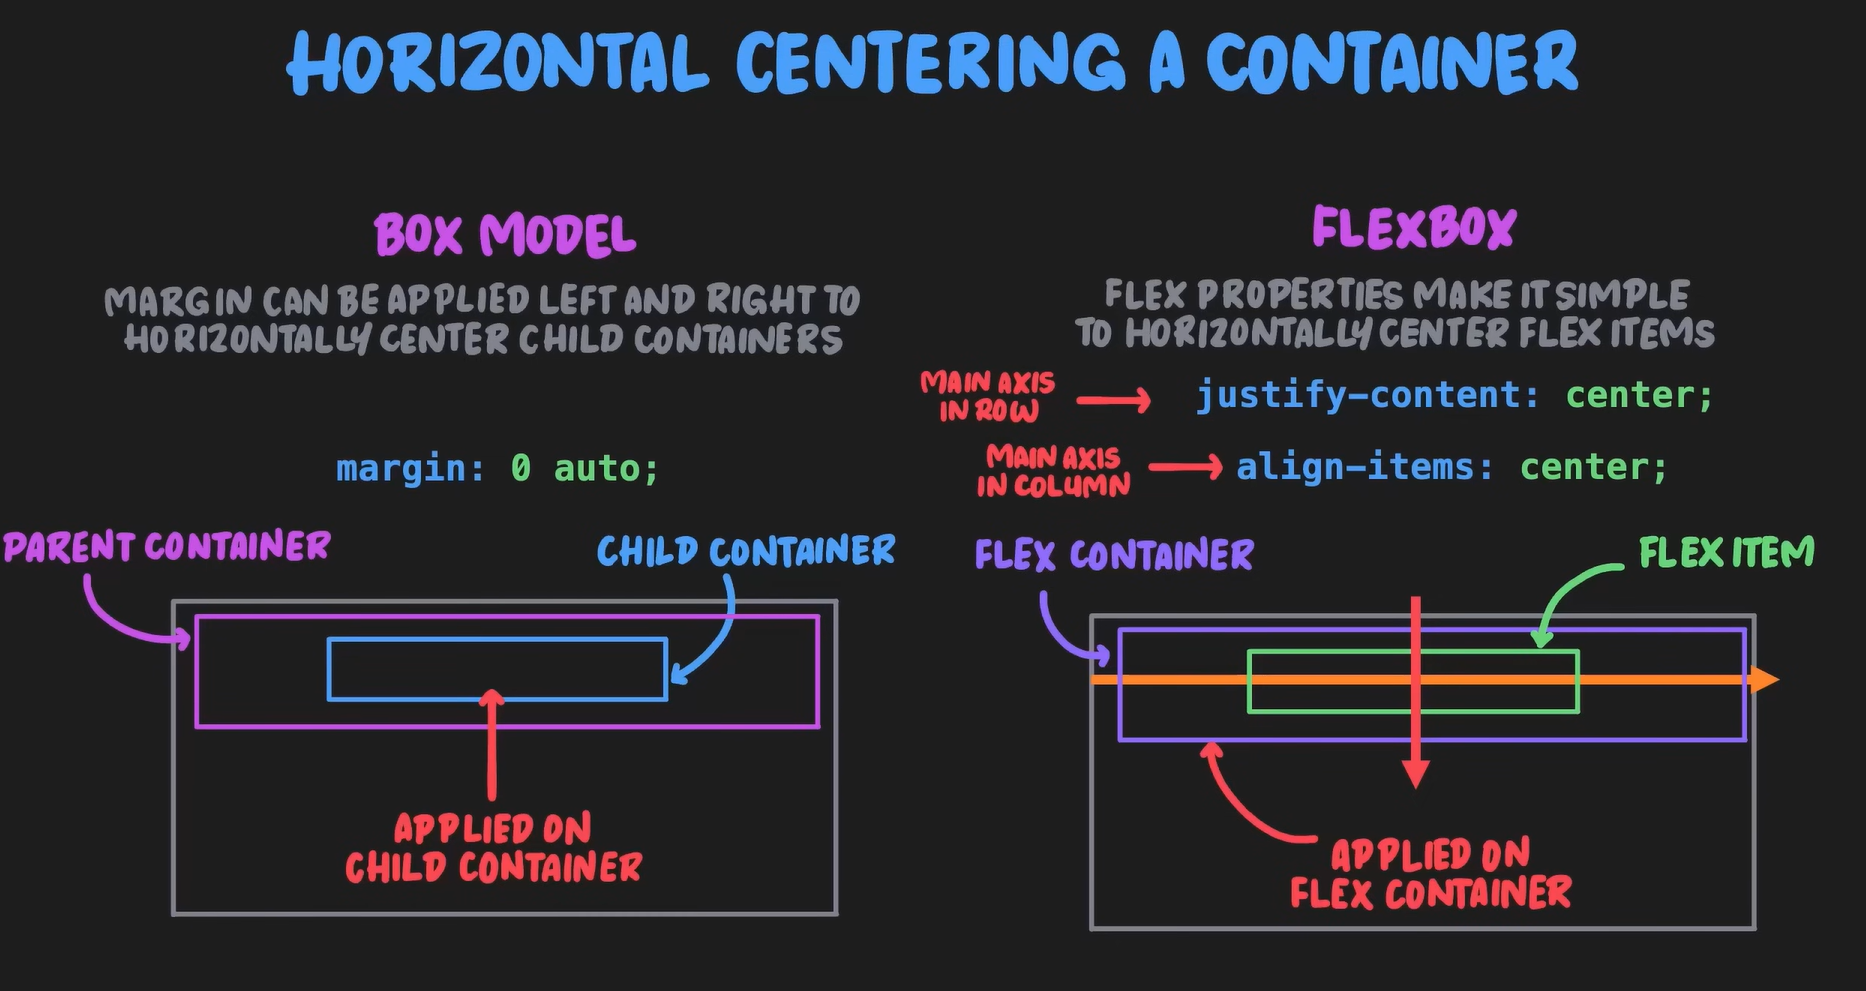 HORIZONTAL CENTERING A CONTAINER
BOX MODEL
MARGIN CAN BE APPLIED LEFT AND RIGHT TO
HORIZONTALLY CENTER CHILD CONTAINERS
margin: 0 auto;
PARENT CONTAINER
CHILD CONTAINER
APPLIED ON
CHILD CONTAINER
FLEXBOX
FLEX PROPERTIES MAKE IT SIMPLE
TO HORIZONTALLY CENTER FLEX ITEMS
MAIN AXIS
IN ROW
justify-content: center;
MAIN AXIS
IN COLUMN
align-items: center;
FLEX CONTAINER
FLEX ITEM
APPLIED ON
FLEX CONTAINER